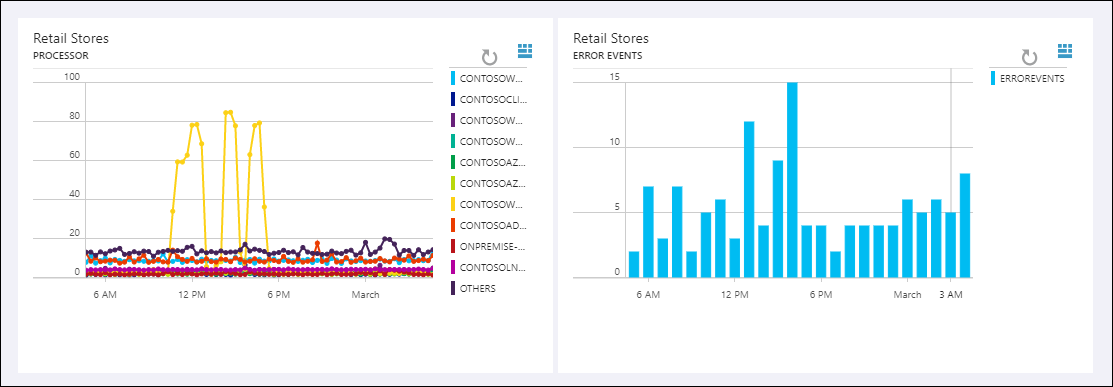 Retail Stores
PROCESSOR
100
80
60
40
20
0
6 AM
12 PM
6 PM
March
CONTOSOW...
CONTOSOCLI...
CONTOSOW...
CONTOSOW...
CONTOSOAZ...
CONTOSOAZ...
CONTOSOW...
CONTOSOAD...
ONPREMISE-...
CONTOSOLN...
OTHERS
Retail Stores
ERROR EVENTS
15
10
5
0
6 AM
12 PM
6 PM
March
3 AM
ERROREVENTS